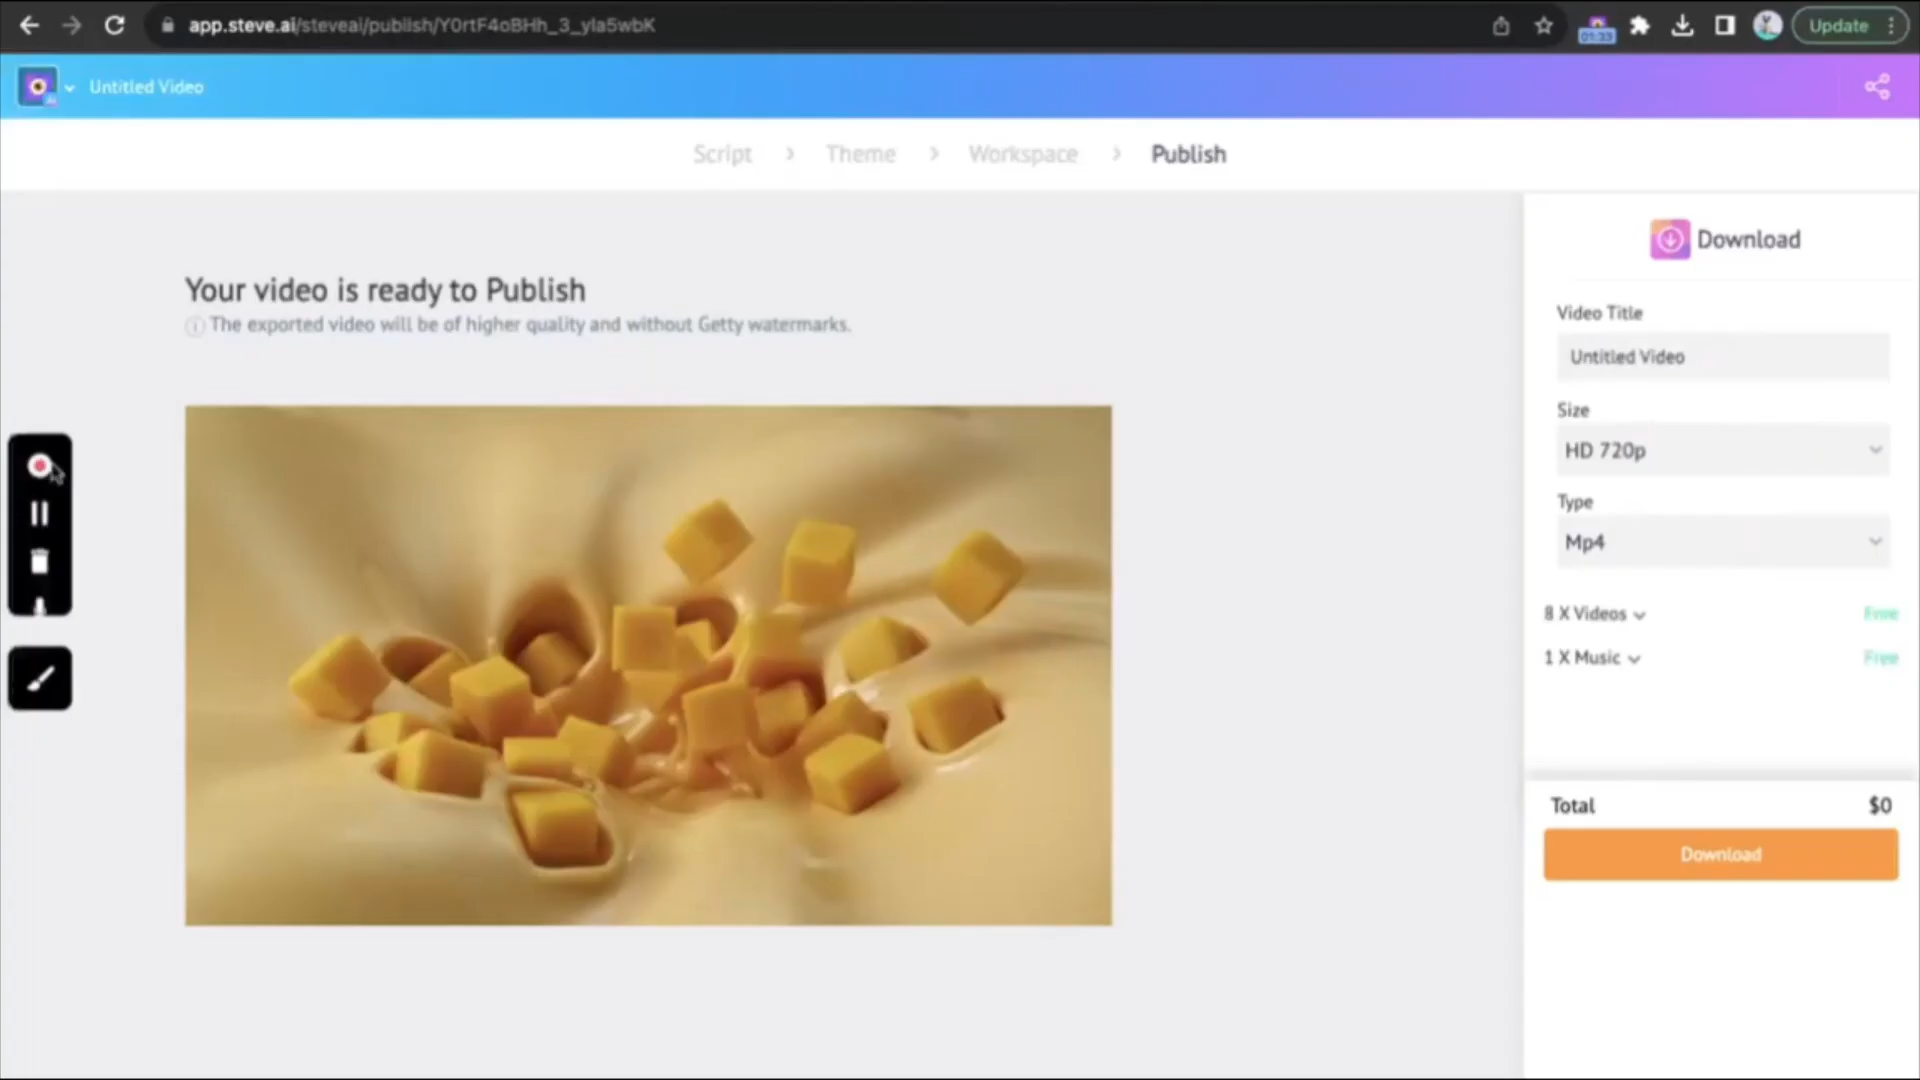 app.steve.ai/steveai/publish/Y0rtF4oBHh_3_yla5wbK
01:33
Update
Untitled Video
Script
Theme
Workspace
Publish
Your video is ready to Publish
The exported video will be of higher quality and without Getty watermarks.
Download
Video Title
Untitled Video
Size
HD 720p
Type
Mp4
8 X Videos
Free
1 X Music
Free
Total
$0
Download